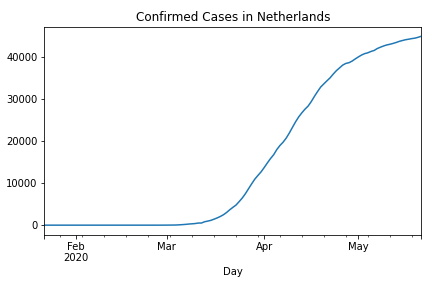 Confirmed Cases in Netherlands
40000
30000
20000
10000
0
Feb
2020
Mar
Apr
May
Day